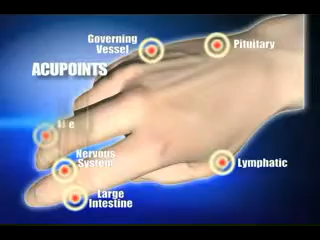 Governing
Vessel
Pituitary
ACUPOINTS
Nervous
System
Lymphatic
Large
Intestine